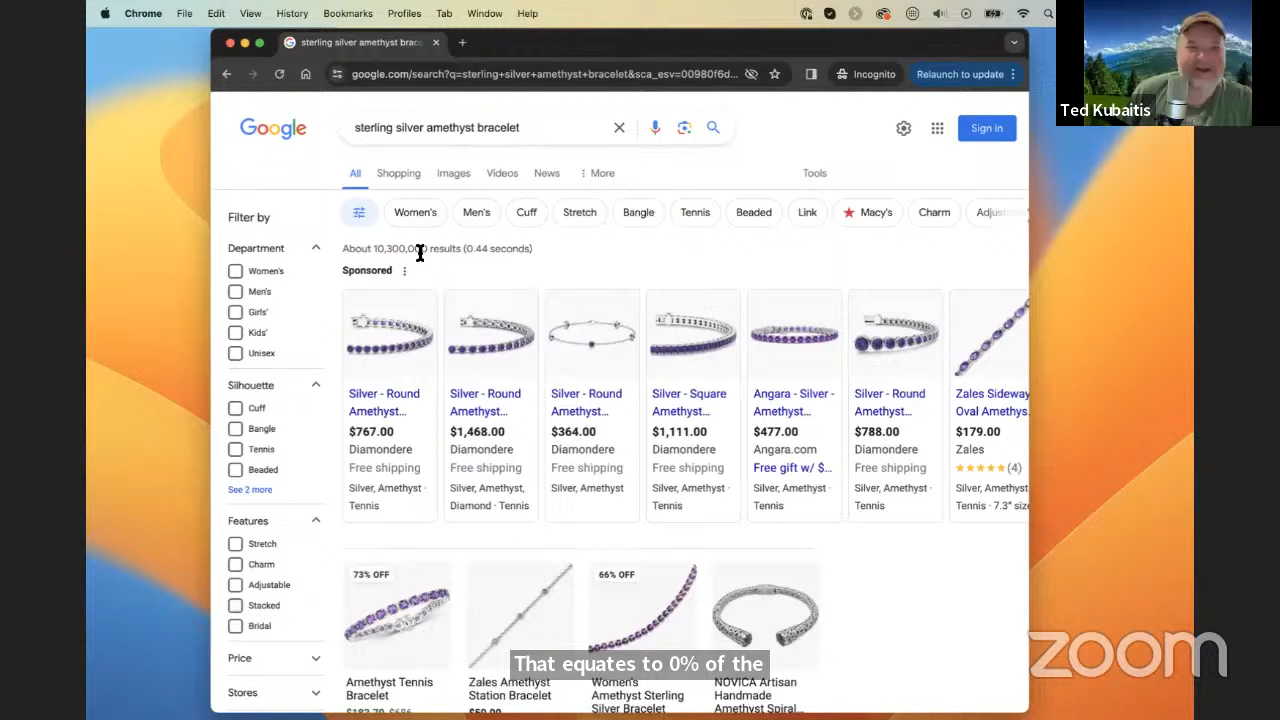 Chrome File Edit View History Bookmarks Profiles Tab Window Help
sterling silver amethyst brac
google.com/search?q=sterling+silver+amethyst+bracelet&sca_esv=00980f6d... Incognito Relaunch to update
Ted Kubaitis
Google sterling silver amethyst bracelet Sign in
All Shopping Images Videos News More Tools
Women's Men's Cuff Stretch Bangle Tennis Beaded Link Macy's Charm Adjust
Filter by
Department
Women's
Men's
Girls'
Kids'
Unisex
Silhouette
Cuff
Bangle
Tennis
Beaded
See 2 more
Features
Stretch
Charm
Adjustable
Stacked
Bridal
Price
Stores
About 10,300,000 results (0.44 seconds)
Sponsored
Silver - Round
Amethyst...
$767.00
Diamondere
Free shipping
Silver, Amethyst ·
Tennis
Silver - Round
Amethyst...
$1,468.00
Diamondere
Free shipping
Silver, Amethyst,
Diamond · Tennis
Silver - Round
Amethyst...
$364.00
Diamondere
Free shipping
Silver, Amethyst
Silver - Square
Amethyst...
$1,111.00
Diamondere
Free shipping
Silver, Amethyst ·
Tennis
Angara - Silver -
Amethyst...
$477.00
Angara.com
Free gift w/ $...
Silver, Amethyst ·
Tennis
Silver - Round
Amethyst...
$788.00
Diamondere
Free shipping
Silver, Amethyst ·
Tennis
Zales Sideway
Oval Amethys
$179.00
Zales
(4)
Silver, Amethyst
Tennis · 7.3" size
73% OFF
Amethyst Tennis
Bracelet
Zales Amethyst
Station Bracelet
66% OFF
Women's
Amethyst Sterling
Silver Bracelet
NOVICA Artisan
Handmade
Amethyst Spiral...
That equates to 0% of the
zoom